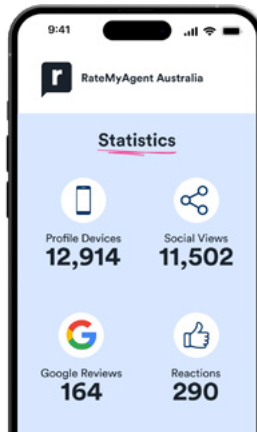 9:41
r RateMyAgent Australia
Statistics
Profile Devices
12,914
Social Views
11,502
Google Reviews
164
Reactions
290